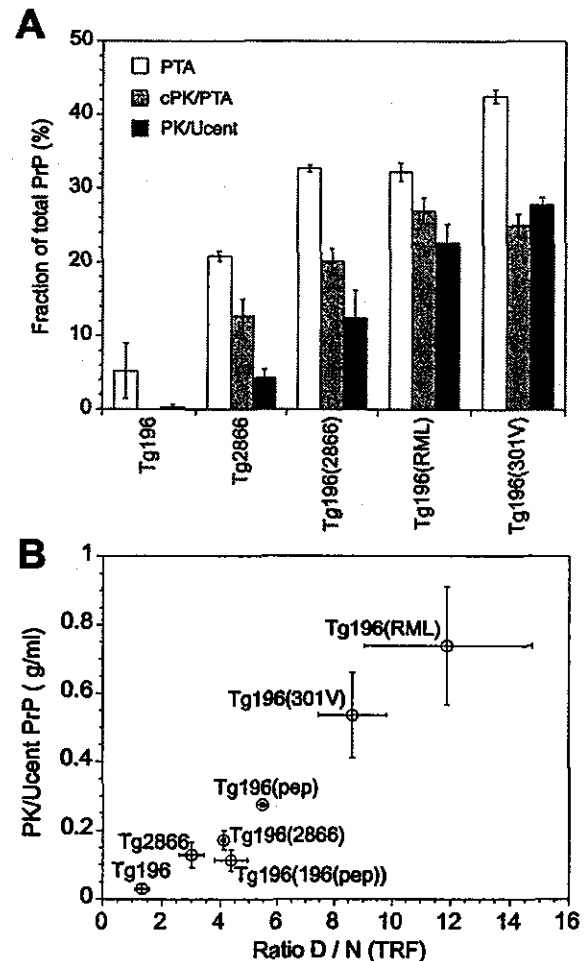 A
50
40
30
20
10
0
Fraction of total PrP (%)
PTA
cPK/PTA
PK/Ucent
Tg196
Tg2866
Tg196(2866)
Tg196(RML)
Tg196(301V)
B
1
0.8
0.6
0.4
0.2
0
PK/Ucent PrP ( g/ml)
Tg196(RML)
Tg196(301V)
Tg196(pep)
Tg2866
Tg196(2866)
Tg196
Tg196(196(pep))
0 2 4 6 8 10 12 14 16
Ratio D / N (TRF)